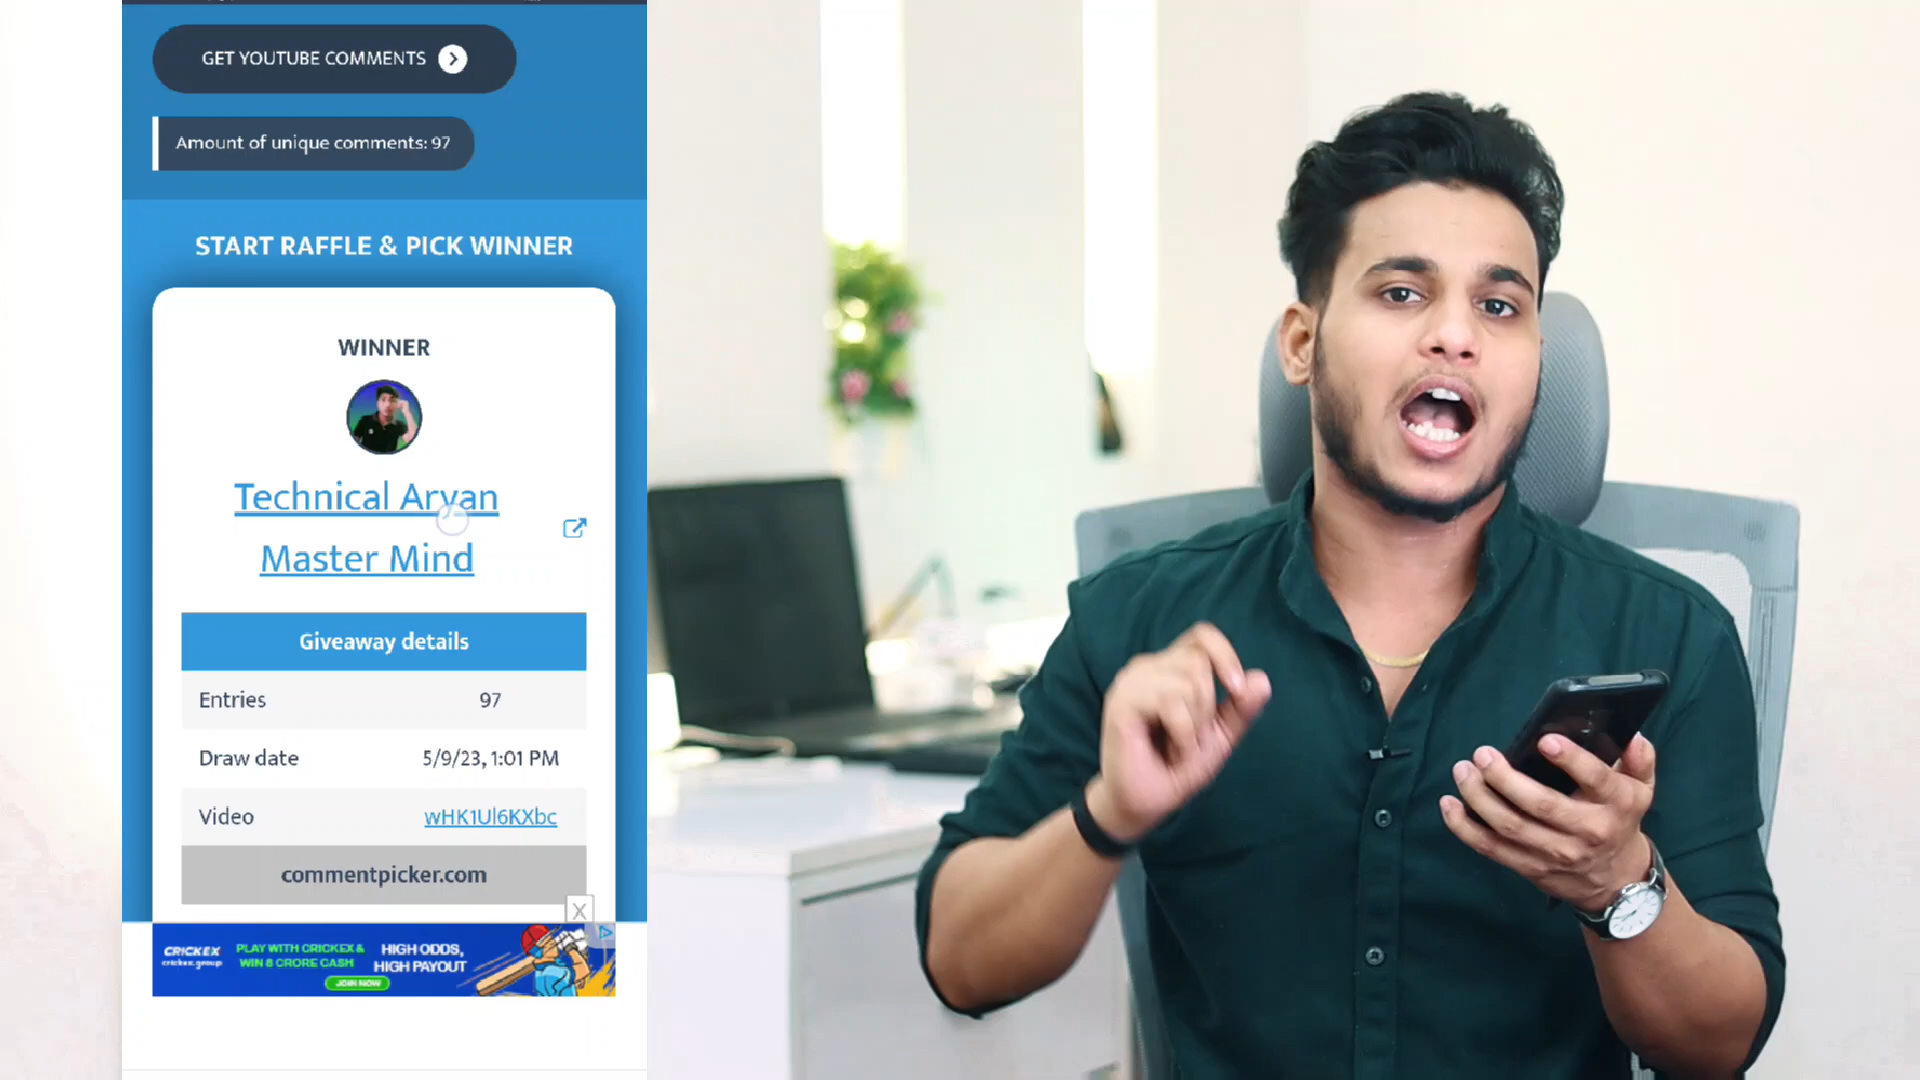 GET YOUTUBE COMMENTS
Amount of unique comments: 97
START RAFFLE & PICK WINNER
WINNER
Technical Aryan
Master Mind
Giveaway details
Entries 97
Draw date 5/9/23, 1:01 PM
Video wHK1Ul6KXbc
commentpicker.com
X
CRICKEX
crickex.group
PLAY WITH CRICKEX &
WIN 8 CRORE CASH
HIGH ODDS,
HIGH PAYOUT
JOIN NOW